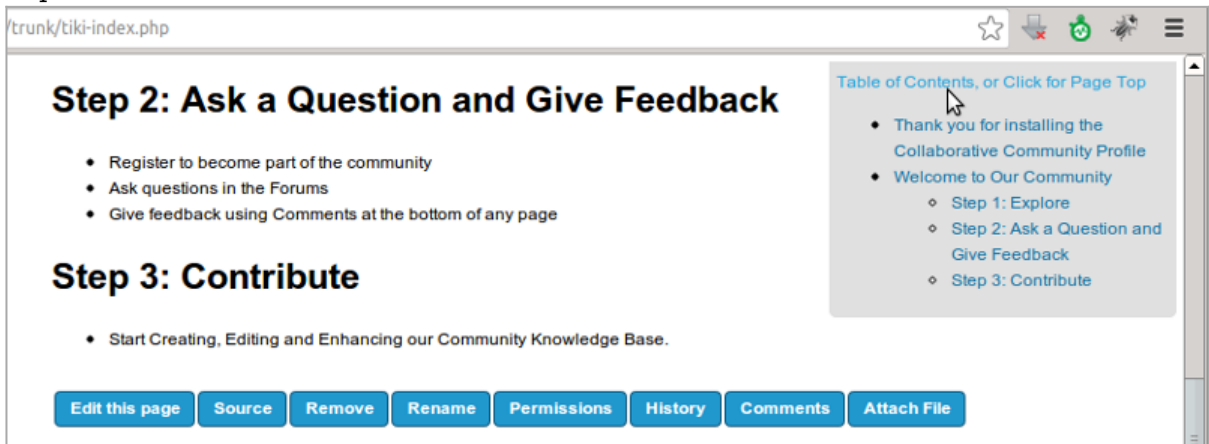 /trunk/tiki-index.php
Step 2: Ask a Question and Give Feedback
Register to become part of the community
Ask questions in the Forums
Give feedback using Comments at the bottom of any page
Step 3: Contribute
Start Creating, Editing and Enhancing our Community Knowledge Base.
Edit this page Source Remove Rename Permissions History Comments Attach File
Table of Contents, or Click for Page Top
Thank you for installing the
Collaborative Community Profile
Welcome to Our Community
Step 1: Explore
Step 2: Ask a Question and
Give Feedback
Step 3: Contribute